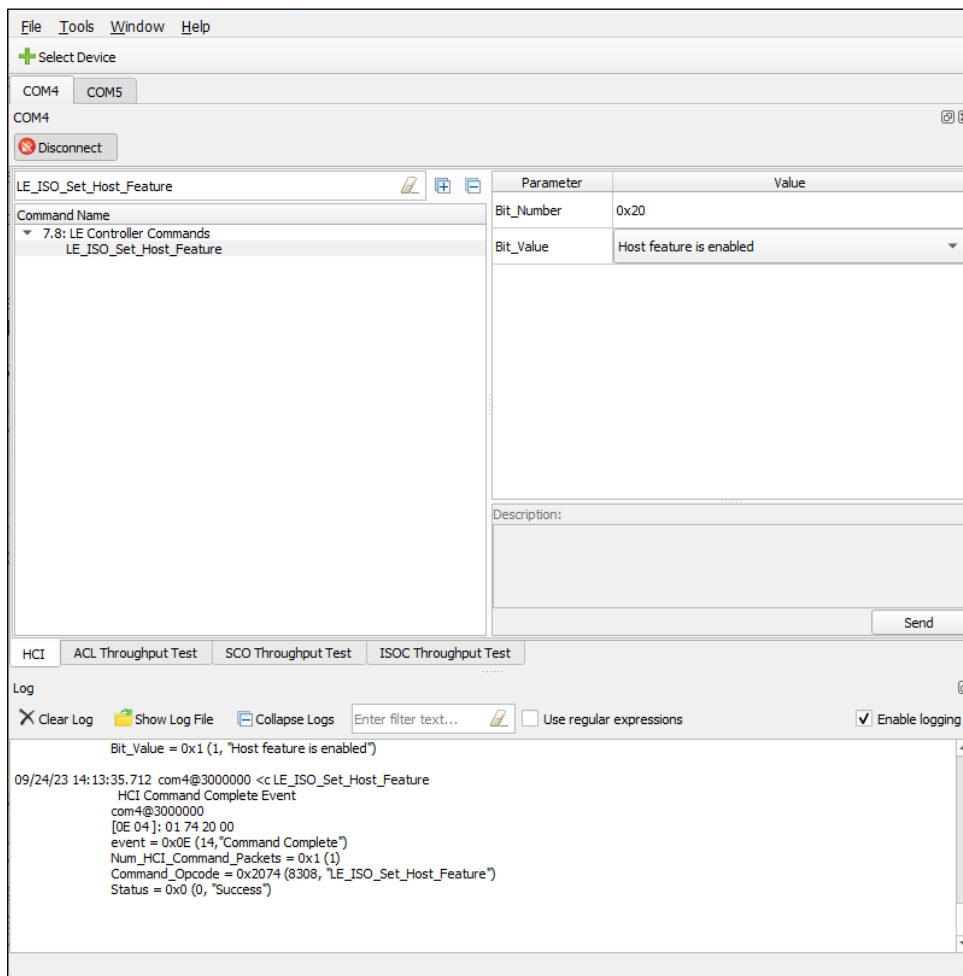 File Tools Window Help
Select Device
COM4 COM5
COM4
Disconnect
LE_ISO_Set_Host_Feature
Command Name
7.8: LE Controller Commands
LE_ISO_Set_Host_Feature
Parameter Value
Bit_Number 0x20
Bit_Value Host feature is enabled
Description:
Send
HCI ACL Throughput Test SCO Throughput Test ISOC Throughput Test
Log
Clear Log Show Log File Collapse Logs Enter filter text... Use regular expressions Enable logging
Bit_Value = 0x1 (1, "Host feature is enabled")
09/24/23 14:13:35.712 com4@3000000 <c LE_ISO_Set_Host_Feature
HCI Command Complete Event
com4@3000000
[0E 04]: 01 74 20 00
event = 0x0E (14,"Command Complete")
Num_HCI_Command_Packets = 0x1 (1)
Command_Opcode = 0x2074 (8308, "LE_ISO_Set_Host_Feature")
Status = 0x0 (0, "Success")